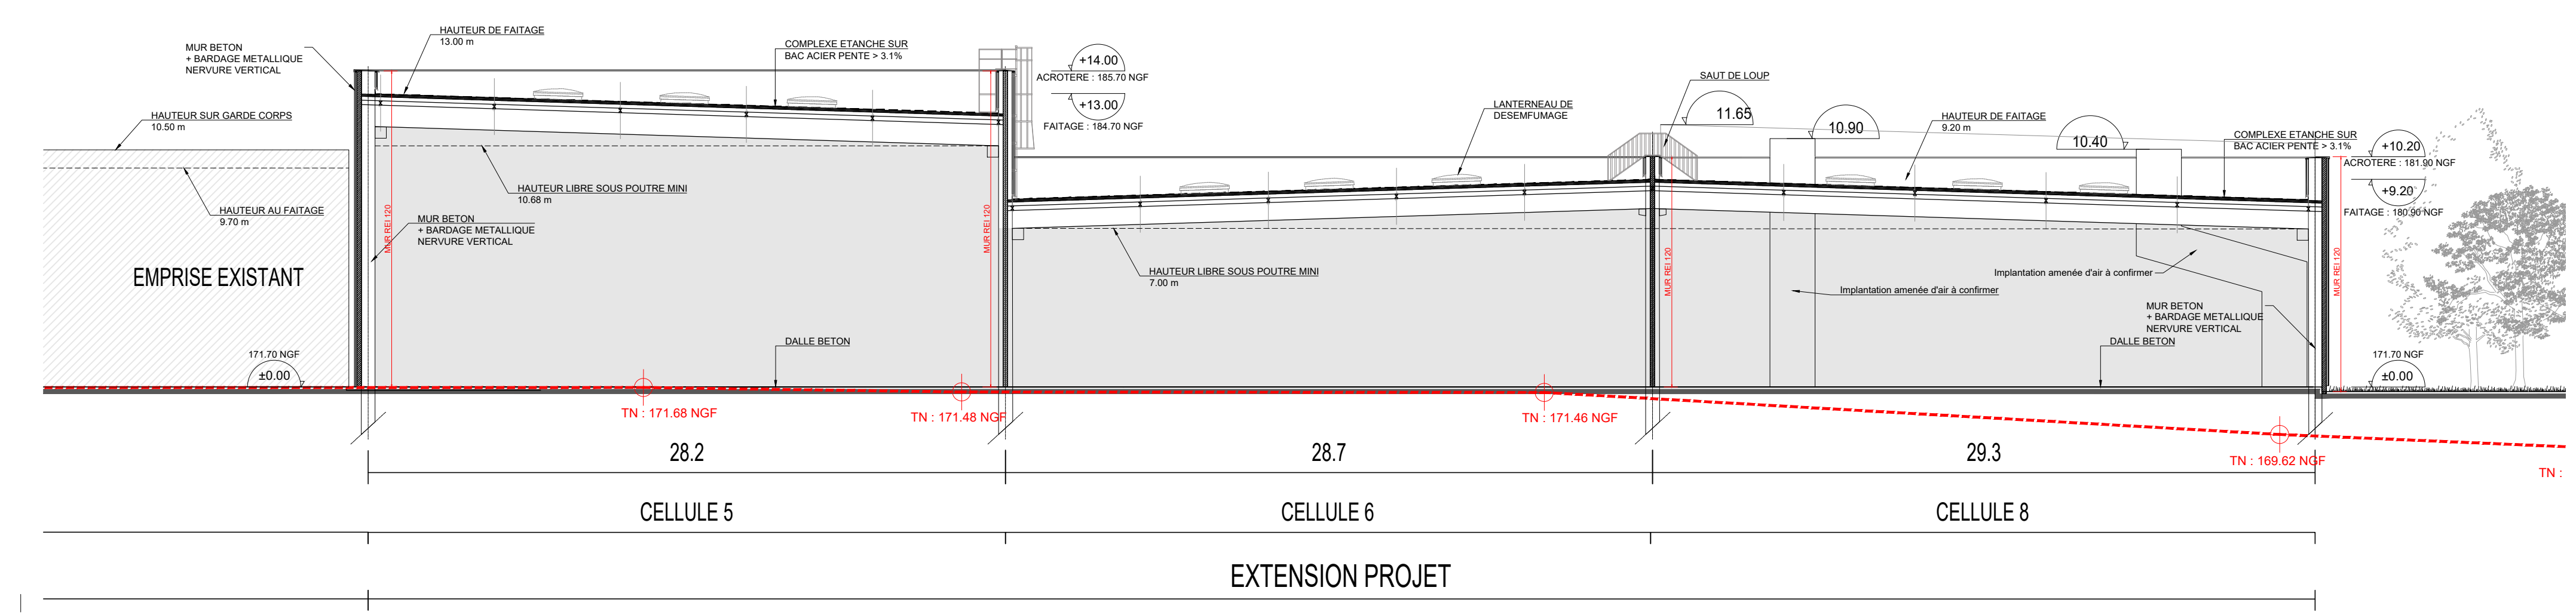 HAUTEUR DE FAITAGE
13.00 m
MUR BETON
+ BARDAGE METALLIQUE
NERVURE VERTICAL
COMPLEXE ETANCHE SUR
BAC ACIER PENTE > 3.1%
+14.00
ACROTERE : 185.70 NGF
+13.00
FAITAGE : 184.70 NGF
SAUT DE LOUP
LANTERNEAU DE
DESEMFUMAGE
11.65
10.90
HAUTEUR DE FAITAGE
9.20 m
10.40
COMPLEXE ETANCHE SUR
BAC ACIER PENTE > 3.1%
+10.20
ACROTERE : 181.90 NGF
+9.20
FAITAGE : 180.90 NGF
HAUTEUR SUR GARDE CORPS
10.50 m
HAUTEUR AU FAITAGE
9.70 m
EMPRISE EXISTANT
171.70 NGF
±0.00
MUR REI 120
MUR BETON
+ BARDAGE METALLIQUE
NERVURE VERTICAL
HAUTEUR LIBRE SOUS POUTRE MINI
10.68 m
DALLE BETON
MUR REI 120
HAUTEUR LIBRE SOUS POUTRE MINI
7.00 m
MUR REI 120
Implantation amenée d'air à confirmer
Implantation amenée d'air à confirmer
MUR BETON
+ BARDAGE METALLIQUE
NERVURE VERTICAL
DALLE BETON
MUR REI 120
171.70 NGF
±0.00
TN : 171.68 NGF
TN : 171.48 NGF
TN : 171.46 NGF
TN : 169.62 NGF
TN :
28.2
28.7
29.3
CELLULE 5
CELLULE 6
CELLULE 8
EXTENSION PROJET